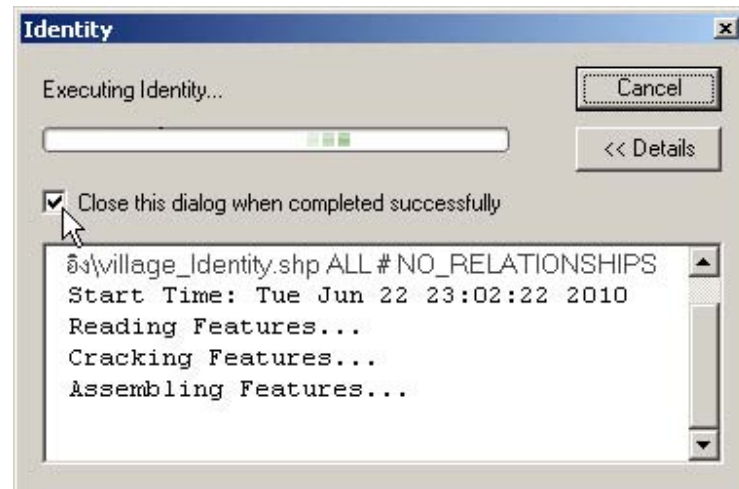 Identity
Executing Identity...
Cancel
<< Details
Close this dialog when completed successfully
อิง\village_Identity.shp ALL # NO_RELATIONSHIPS
Start Time: Tue Jun 22 23:02:22 2010
Reading Features...
Cracking Features...
Assembling Features...